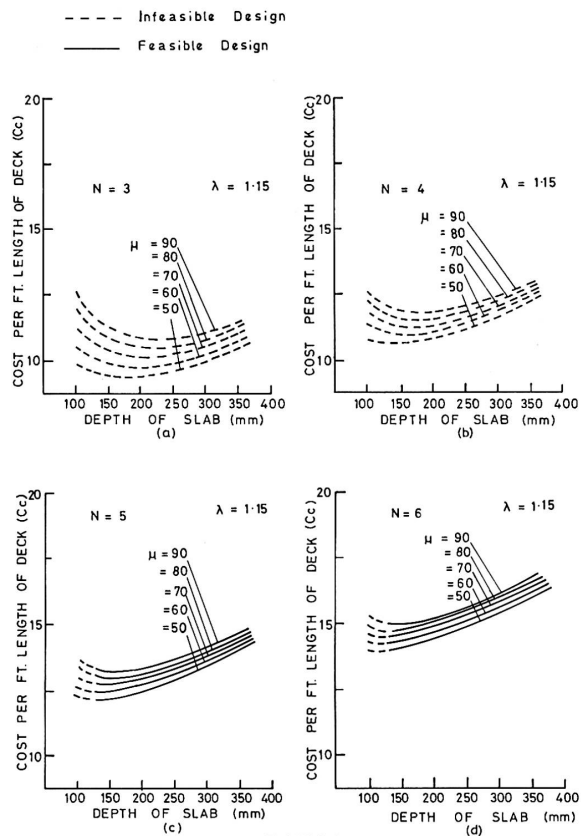 Infeasible Design
Feasible Design
COST PER FT. LENGTH OF DECK (Cc)
20
15
10
N = 3
λ = 1·15
μ = 90
= 80
= 70
= 60
= 50
100 150 200 250 300 350 400
DEPTH OF SLAB (mm)
(a)
COST PER FT. LENGTH OF DECK (Cc)
20
15
10
N = 4
λ = 1·15
μ = 90
= 80
= 70
= 60
= 50
100 150 200 250 300 350 400
DEPTH OF SLAB (mm)
(b)
COST PER FT. LENGTH OF DECK (Cc)
20
15
10
N = 5
λ = 1·15
μ = 90
= 80
= 70
= 60
= 50
100 150 200 250 300 350 400
DEPTH OF SLAB (mm)
(c)
COST PER FT. LENGTH OF DECK (Cc)
20
15
10
N = 6
λ = 1·15
μ = 90
= 80
= 70
= 60
= 50
100 150 200 250 300 350 400
DEPTH OF SLAB (mm)
(d)